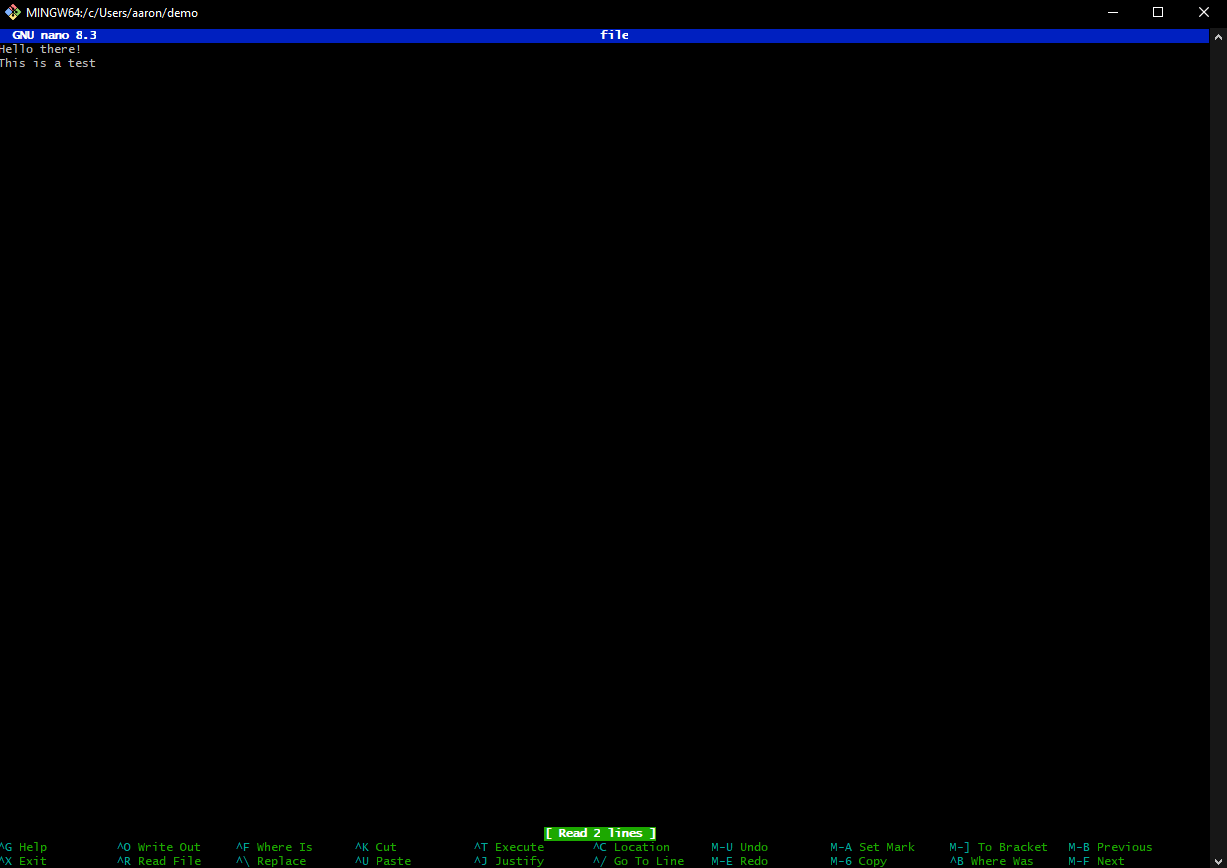 MINGW64:/c/Users/aaron/demo
GNU nano 8.3 file
Hello there!
This is a test
[ Read 2 lines ]
^G Help ^O Write Out ^F Where Is ^K Cut ^T Execute ^C Location M-U Undo M-A Set Mark M-] To Bracket M-B Previous
^X Exit ^R Read File ^\ Replace ^U Paste ^J Justify ^/ Go To Line M-E Redo M-6 Copy ^B Where Was M-F Next